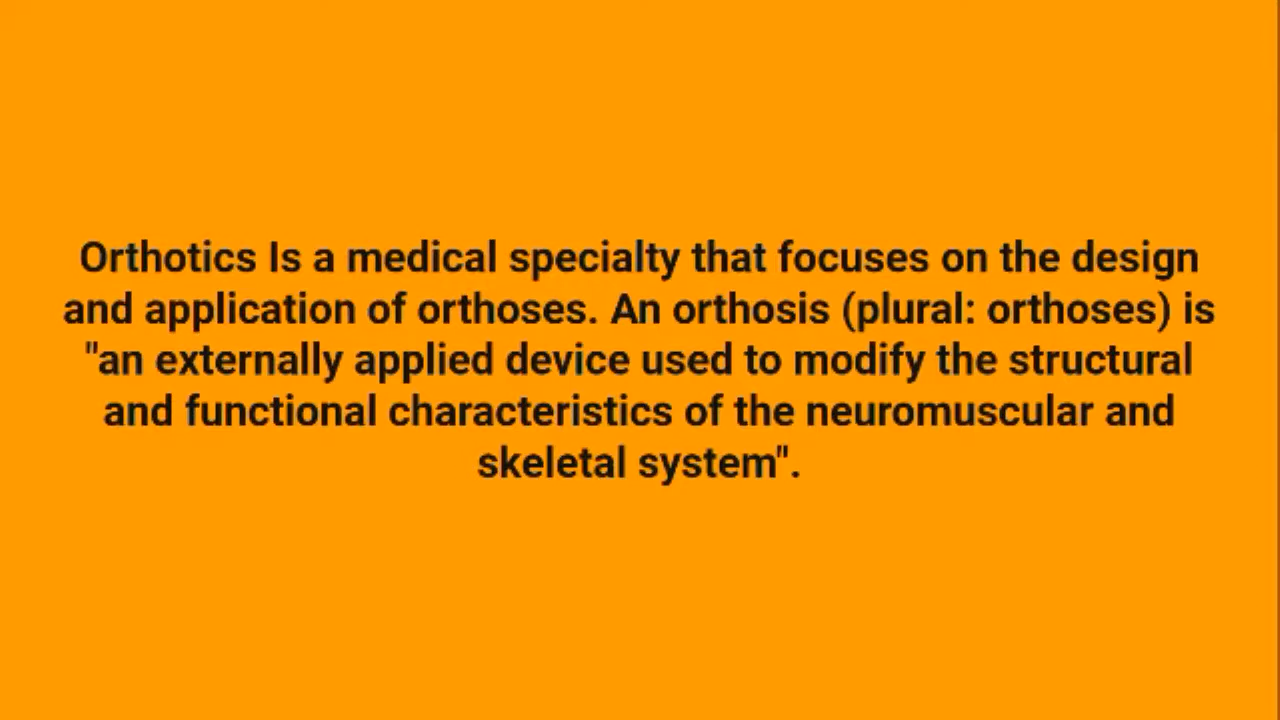 Orthotics Is a medical specialty that focuses on the design
and application of orthoses. An orthosis (plural: orthoses) is
"an externally applied device used to modify the structural
and functional characteristics of the neuromuscular and
skeletal system".